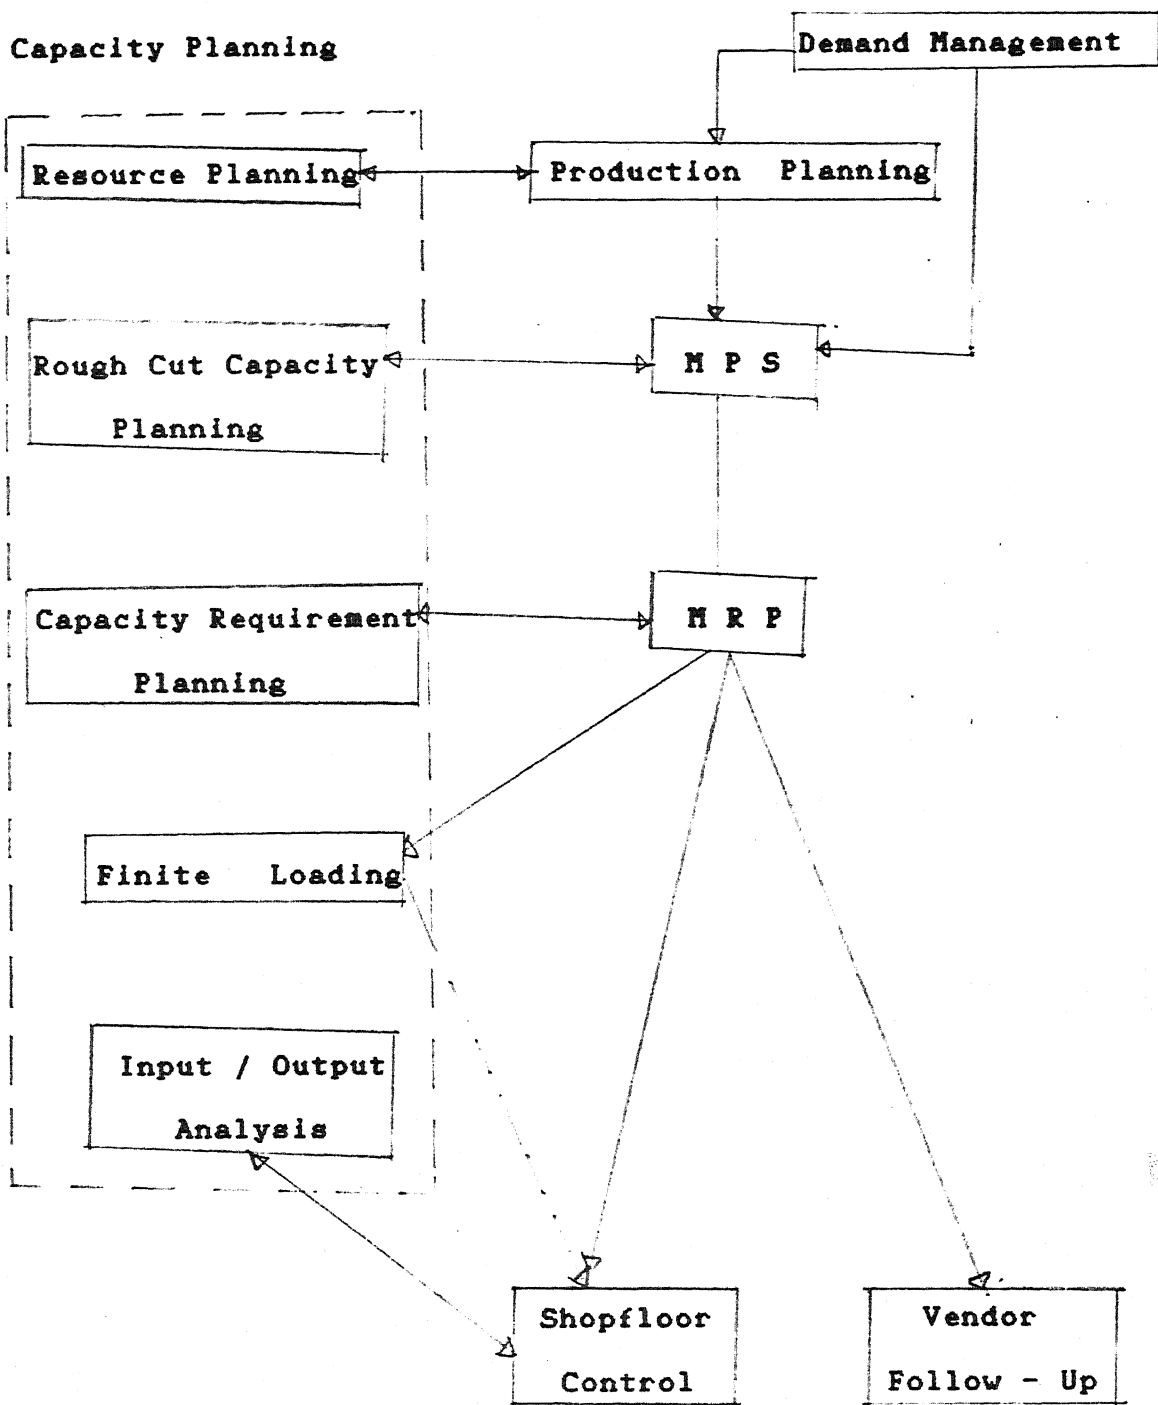 Capacity Planning
Demand Management
Resource Planning
Production Planning
Rough Cut Capacity
Planning
M P S
Capacity Requirement
Planning
M R P
Finite Loading
Input / Output
Analysis
Shopfloor
Control
Vendor
Follow - Up